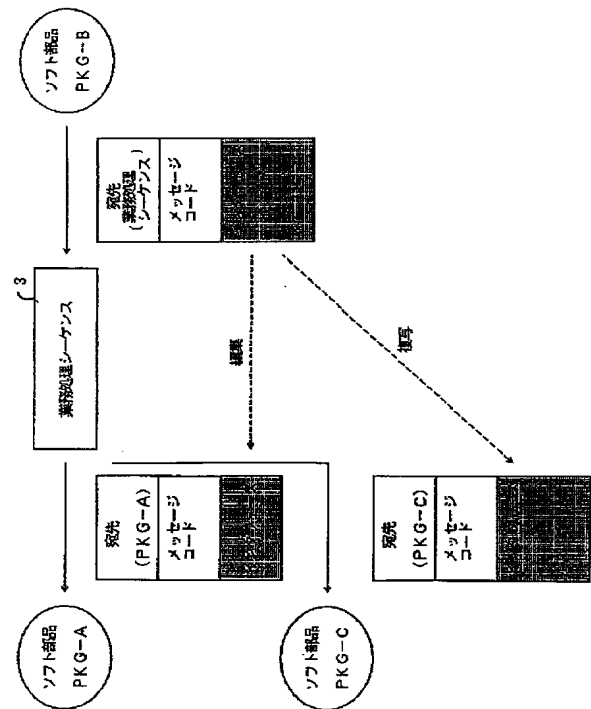 ソフト部品
PKG-B
宛先
(業務処理
シーケンス)
メッセージ
コード
3
業務処理シーケンス
編集
複写
宛先
(PKG-A)
メッセージ
コード
宛先
(PKG-C)
メッセージ
コード
ソフト部品
PKG-A
ソフト部品
PKG-C